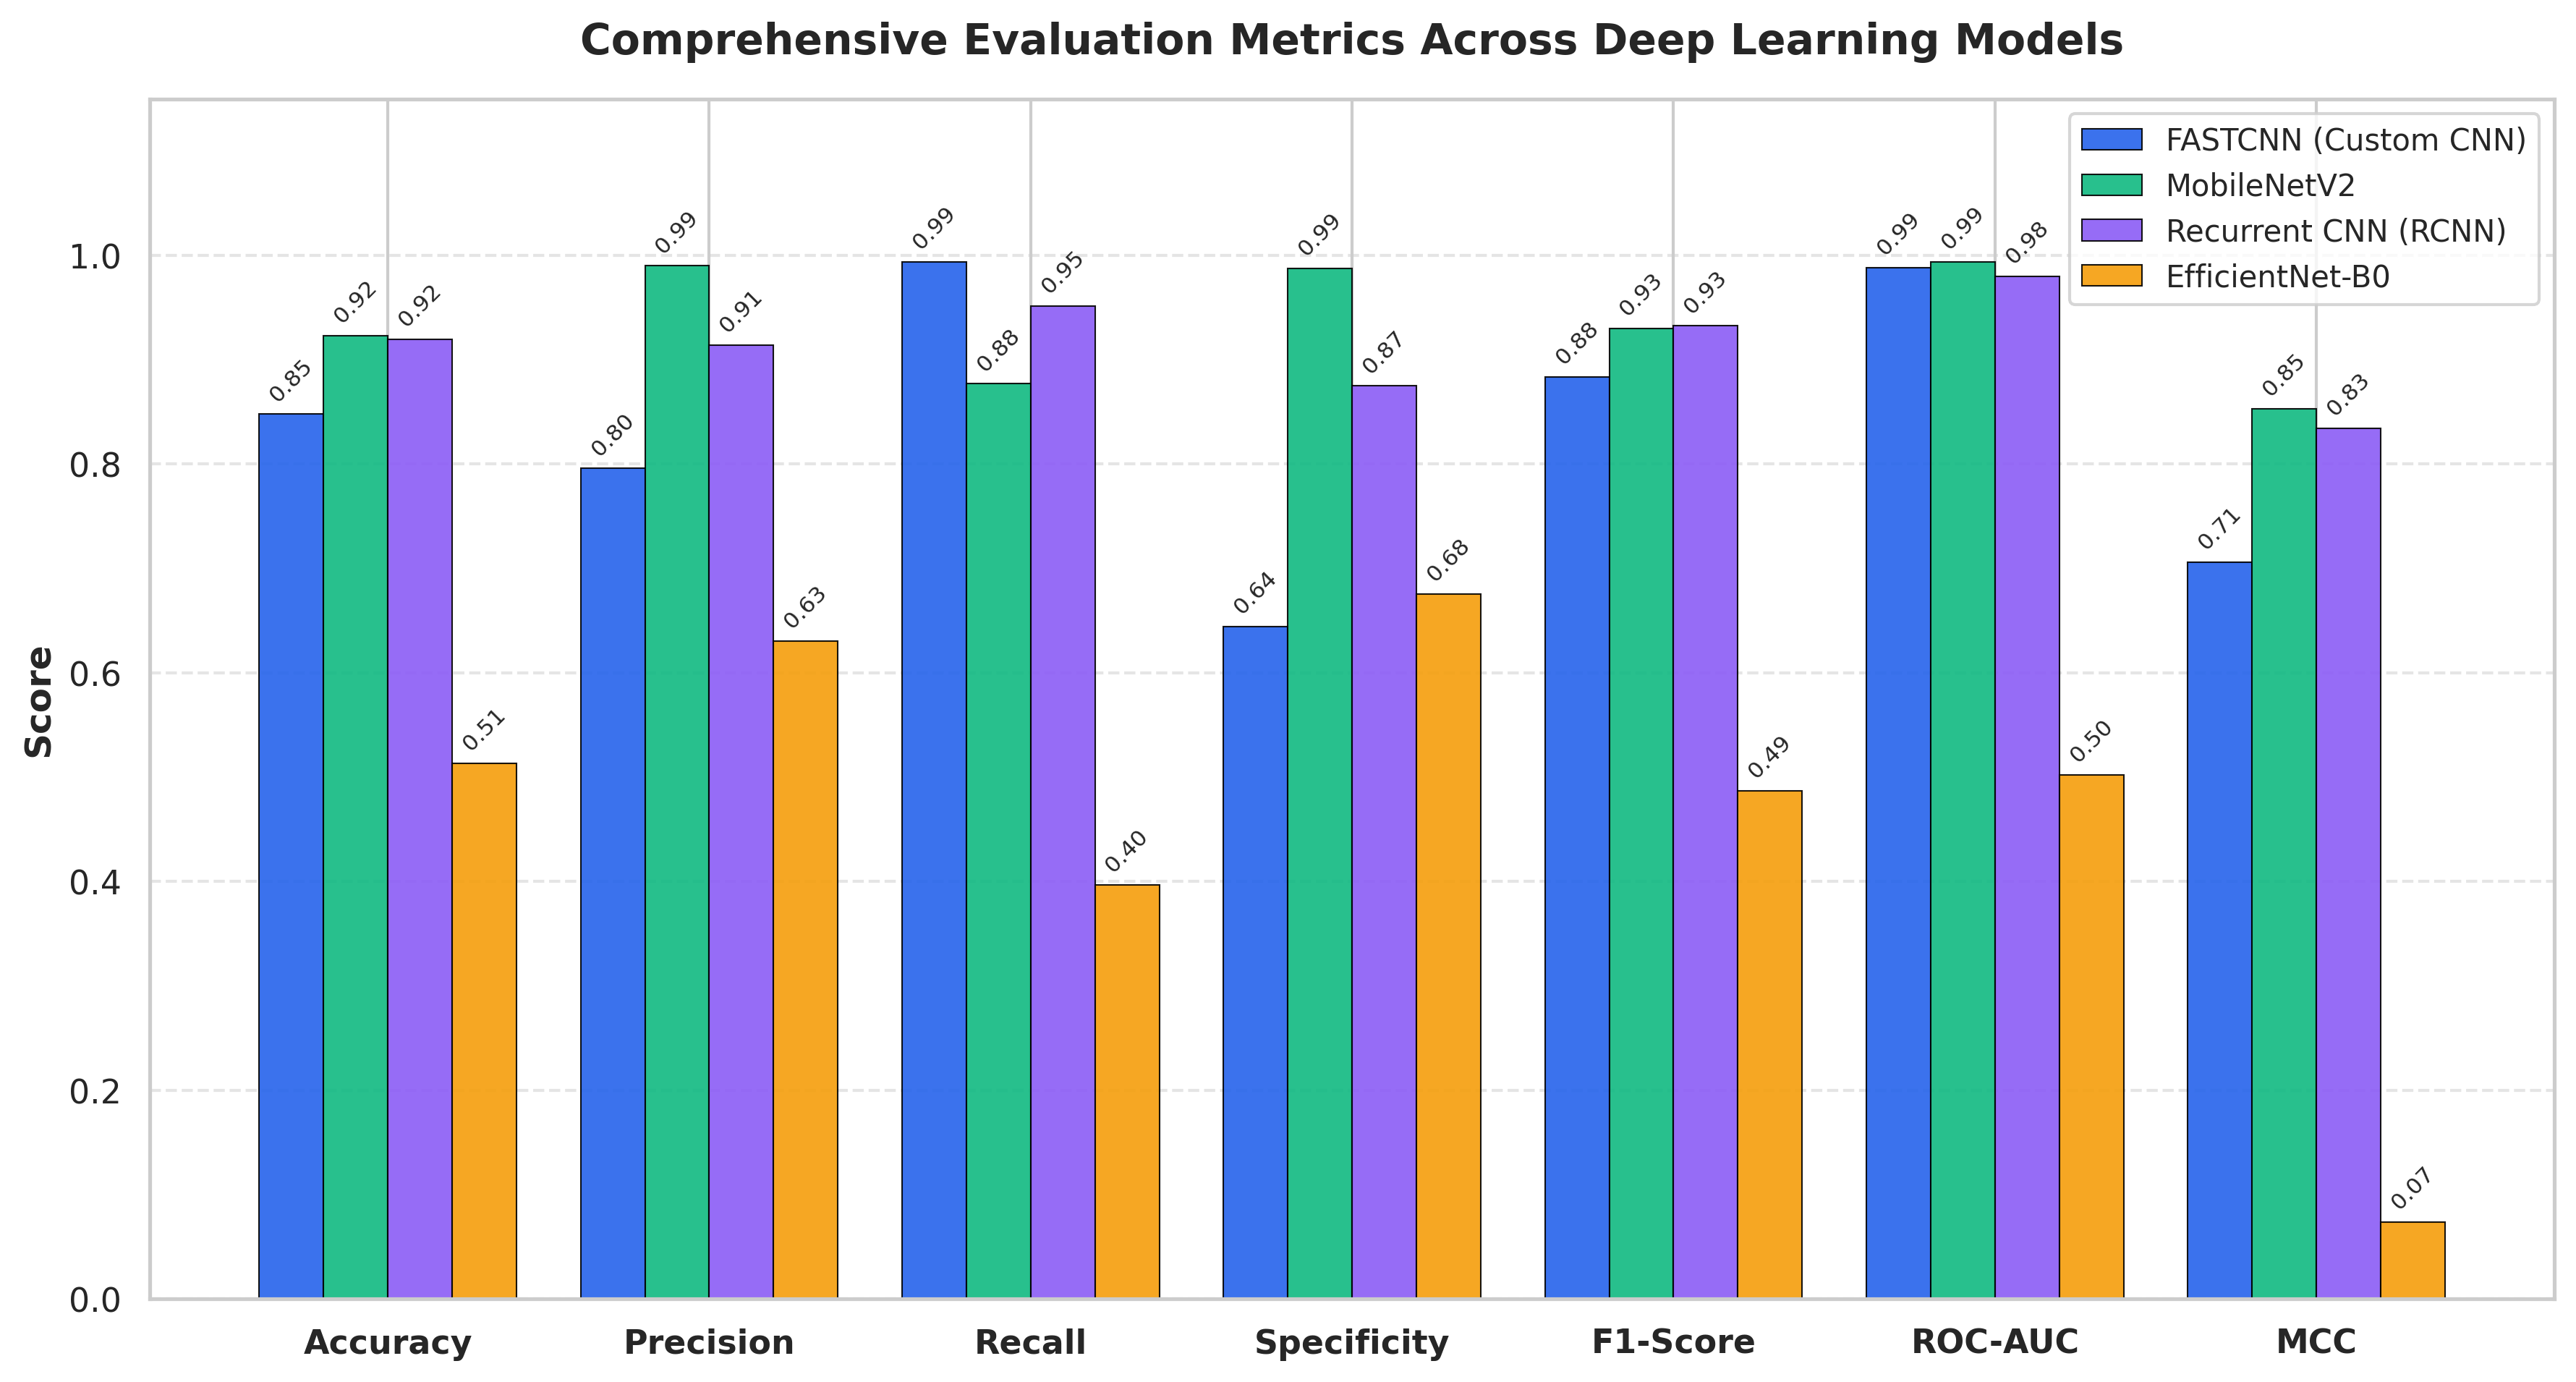 Comprehensive Evaluation Metrics Across Deep Learning Models
FASTCNN (Custom CNN)
MobileNetV2
Recurrent CNN (RCNN)
EfficientNet-B0
Score
1.0
0.8
0.6
0.4
0.2
0.0
0.85 0.92 0.92 0.51
0.80 0.99 0.91 0.63
0.99 0.88 0.95 0.40
0.64 0.99 0.87 0.68
0.88 0.93 0.93 0.49
0.99 0.99 0.98 0.50
0.71 0.85 0.83 0.07
Accuracy Precision Recall Specificity F1-Score ROC-AUC MCC